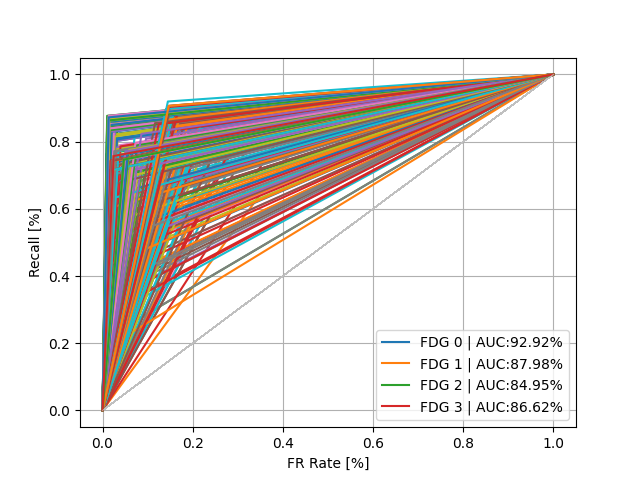 1.0
0.8
0.6
0.4
0.2
0.0
Recall [%]
0.0 0.2 0.4 0.6 0.8 1.0
FR Rate [%]
FDG 0 | AUC:92.92%
FDG 1 | AUC:87.98%
FDG 2 | AUC:84.95%
FDG 3 | AUC:86.62%